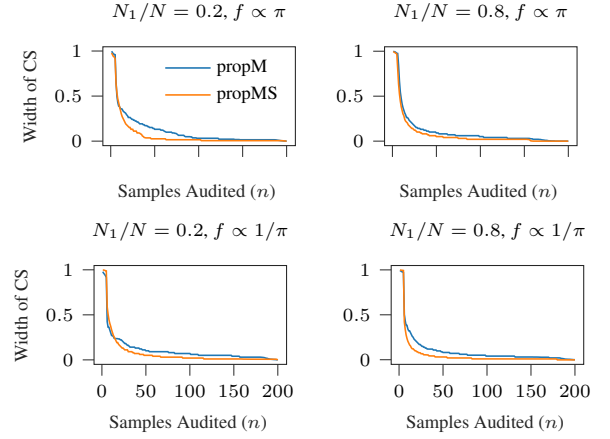 N₁/N = 0.2, f ∝ π
N₁/N = 0.8, f ∝ π
Width of CS
1
0.5
0
propM
propMS
1
0.5
0
Samples Audited (n)
Samples Audited (n)
N₁/N = 0.2, f ∝ 1/π
N₁/N = 0.8, f ∝ 1/π
Width of CS
1
0.5
0
0 50 100 150 200
1
0.5
0
0 50 100 150 200
Samples Audited (n)
Samples Audited (n)